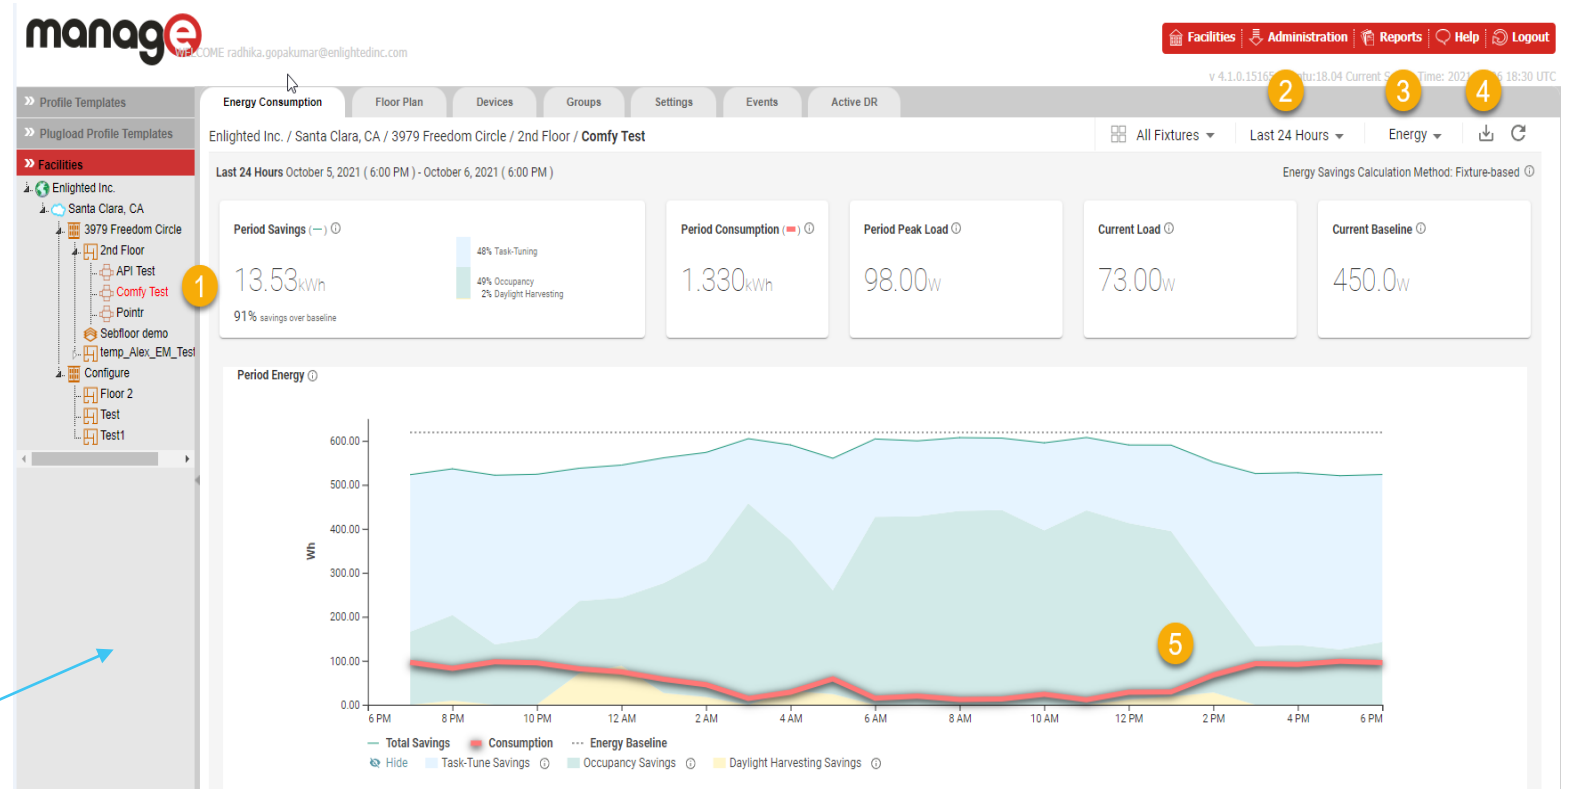 manage
WELCOME radhika.gopakumar@enlightedinc.com
Facilities Administration Reports Help Logout
v 4.1.0.15165 18.04 Current Time: 2021 18:30 UTC
2 3 4
Profile Templates
Plugload Profile Templates
Facilities
Enlighted Inc.
Santa Clara, CA
3979 Freedom Circle
2nd Floor
API Test
Comfy Test
Pointr
Sebfloor demo
temp_Alex_EM_Test
Configure
Floor 2
Test
Test1
Energy Consumption Floor Plan Devices Groups Settings Events Active DR
Enlighted Inc. / Santa Clara, CA / 3979 Freedom Circle / 2nd Floor / Comfy Test
All Fixtures Last 24 Hours Energy
Last 24 Hours October 5, 2021 ( 6:00 PM ) - October 6, 2021 ( 6:00 PM )
Energy Savings Calculation Method: Fixture-based
1
Period Savings (—)
13.53kWh
91% savings over baseline
48% Task-Tuning
49% Occupancy
2% Daylight Harvesting
Period Consumption
1.330kWh
Period Peak Load
98.00W
Current Load
73.00W
Current Baseline
450.0W
Period Energy
600.00
500.00
400.00
300.00
200.00
100.00
0.00
Wh
5
6 PM 8 PM 10 PM 12 AM 2 AM 4 AM 6 AM 8 AM 10 AM 12 PM 2 PM 4 PM 6 PM
Total Savings Consumption Energy Baseline
Hide Task-Tune Savings Occupancy Savings Daylight Harvesting Savings